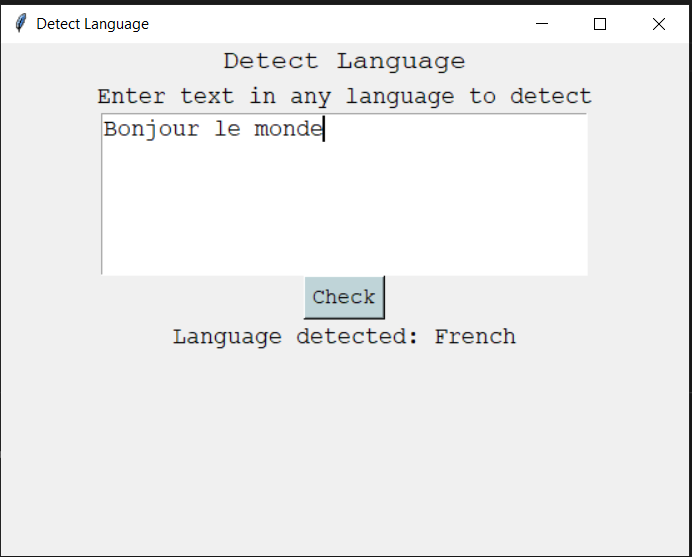 Detect Language
Detect Language
Enter text in any language to detect
Bonjour le monde
Check
Language detected: French